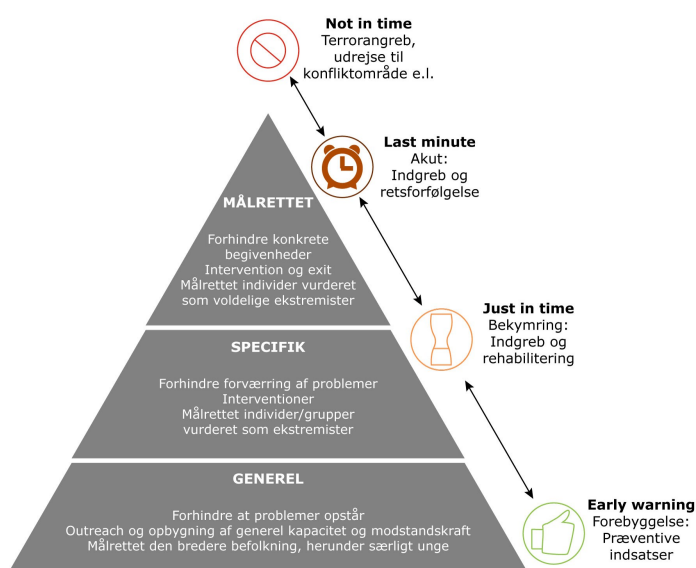 Not in time
Terrorangreb,
udrejse til
konfliktområde e.l.
Last minute
Akut:
Indgreb og
retsforfølgelse
MÅLRETTET
Forhindre konkrete
begivenheder
Intervention og exit
Målrettet individer vurderet
som voldelige ekstremister
Just in time
Bekymring:
Indgreb og
rehabilitering
SPECIFIK
Forhindre forværring af problemer
Interventioner
Målrettet individer/grupper
vurderet som ekstremister
GENEREL
Forhindre at problemer opstår
Outreach og opbygning af generel kapacitet og modstandskraft
Målrettet den bredere befolkning, herunder særligt unge
Early warning
Forebyggelse:
Præventive
indsatser